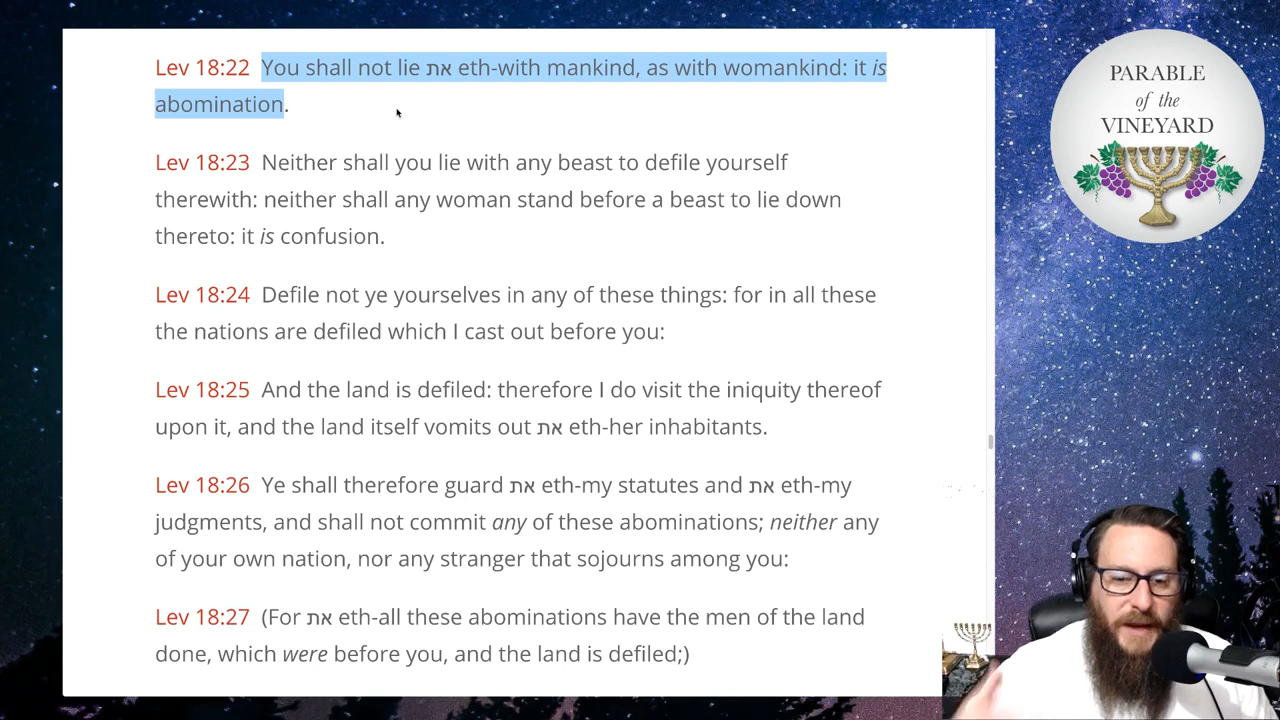 Lev 18:22 You shall not lie את eth-with mankind, as with womankind: it is
abomination.
Lev 18:23 Neither shall you lie with any beast to defile yourself
therewith: neither shall any woman stand before a beast to lie down
thereto: it is confusion.
Lev 18:24 Defile not ye yourselves in any of these things: for in all these
the nations are defiled which I cast out before you:
Lev 18:25 And the land is defiled: therefore I do visit the iniquity thereof
upon it, and the land itself vomits out את eth-her inhabitants.
Lev 18:26 Ye shall therefore guard את eth-my statutes and את eth-my
judgments, and shall not commit any of these abominations; neither any
of your own nation, nor any stranger that sojourns among you:
Lev 18:27 (For את eth-all these abominations have the men of the land
done, which were before you, and the land is defiled;)
PARABLE
of the
VINEYARD